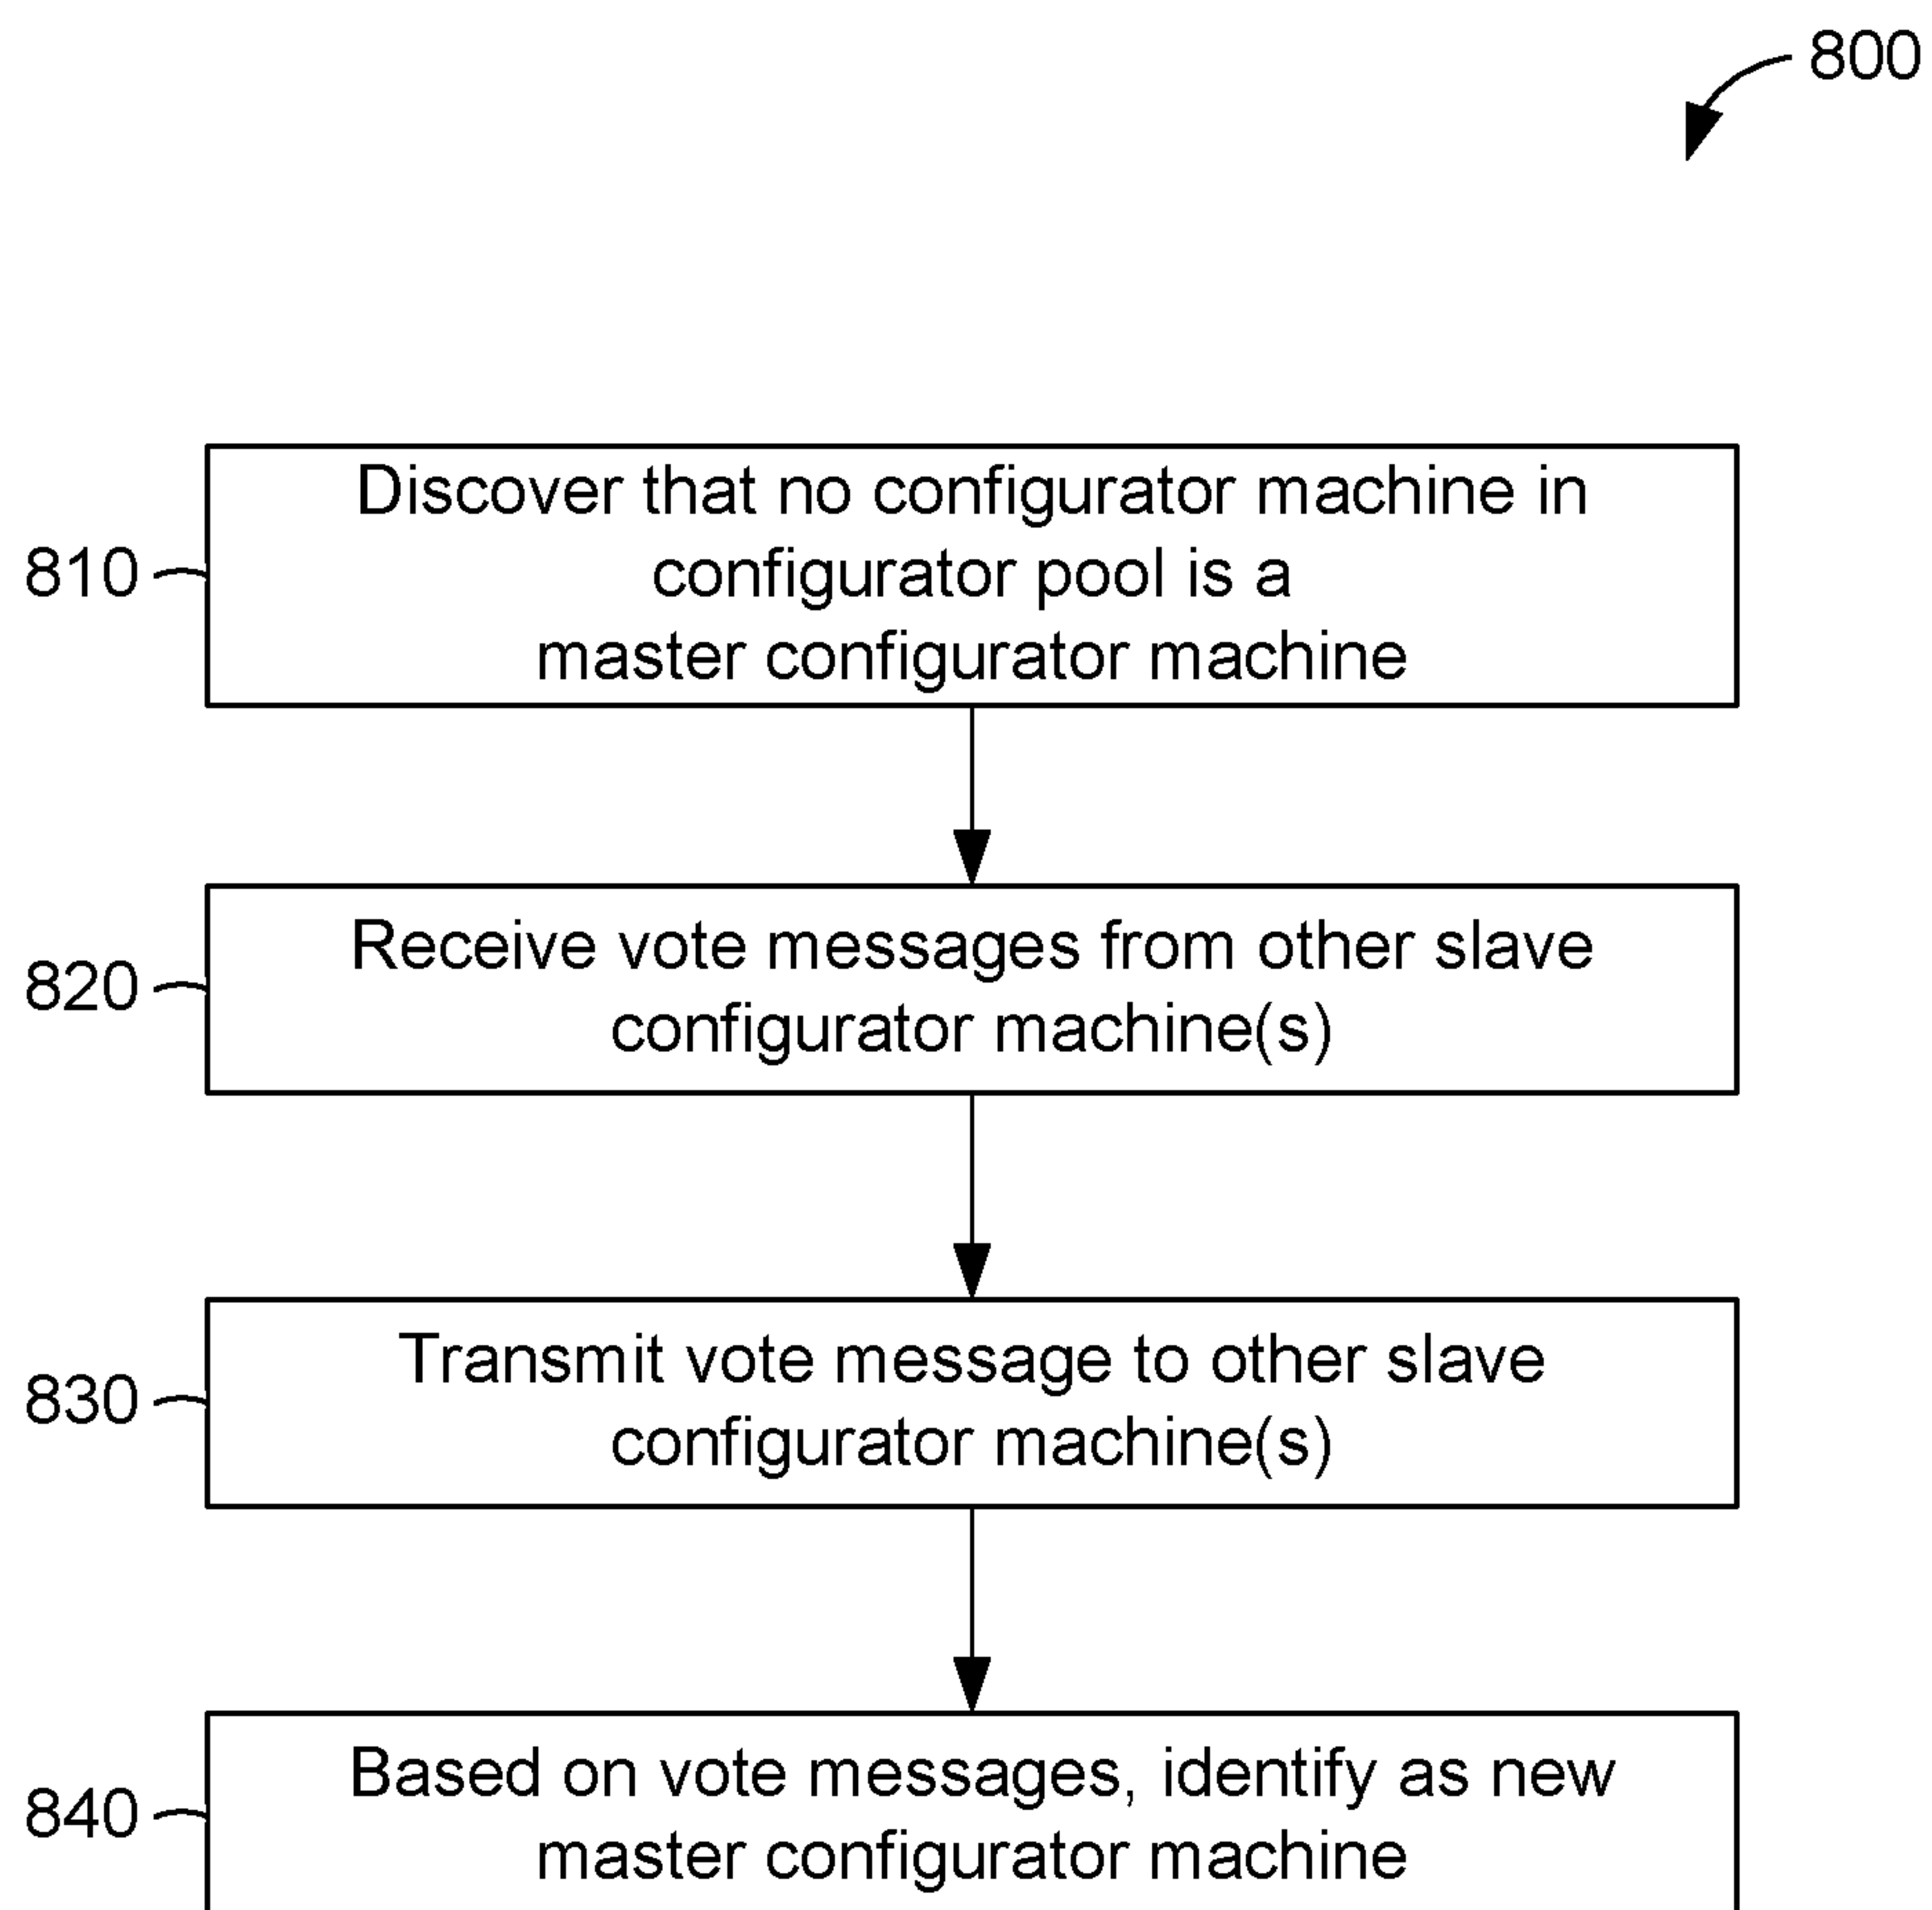 800
Discover that no configurator machine in
configurator pool is a
master configurator machine
810
Receive vote messages from other slave
configurator machine(s)
820
Transmit vote message to other slave
configurator machine(s)
830
Based on vote messages, identify as new
master configurator machine
840